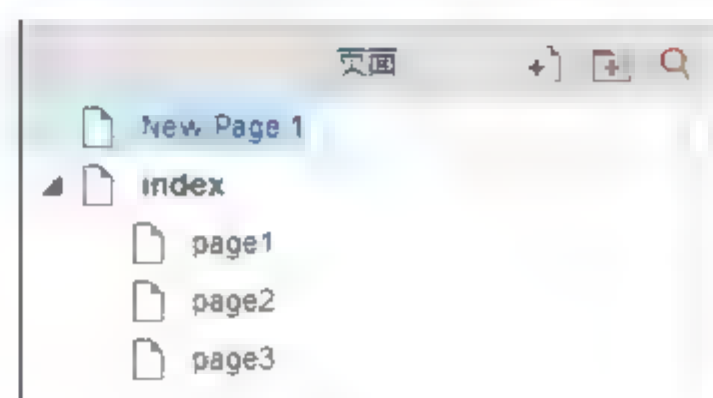 页面
New Page 1
index
page1
page2
page3